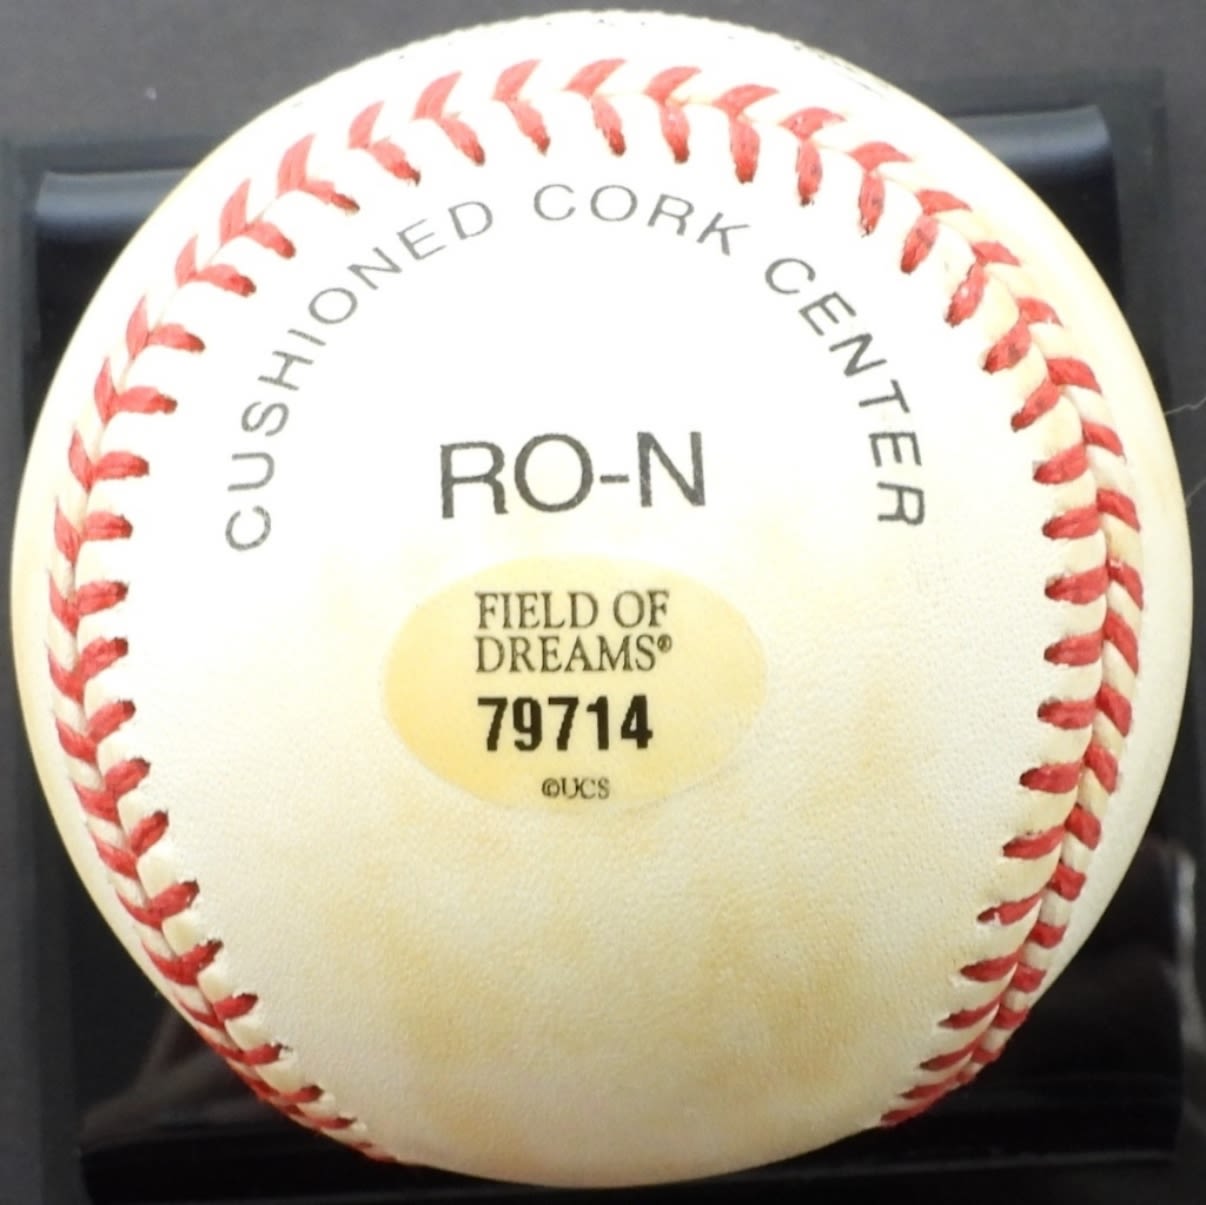 CUSHIONED CORK CENTER
RO-N
FIELD OF
DREAMS®
79714
©UCS